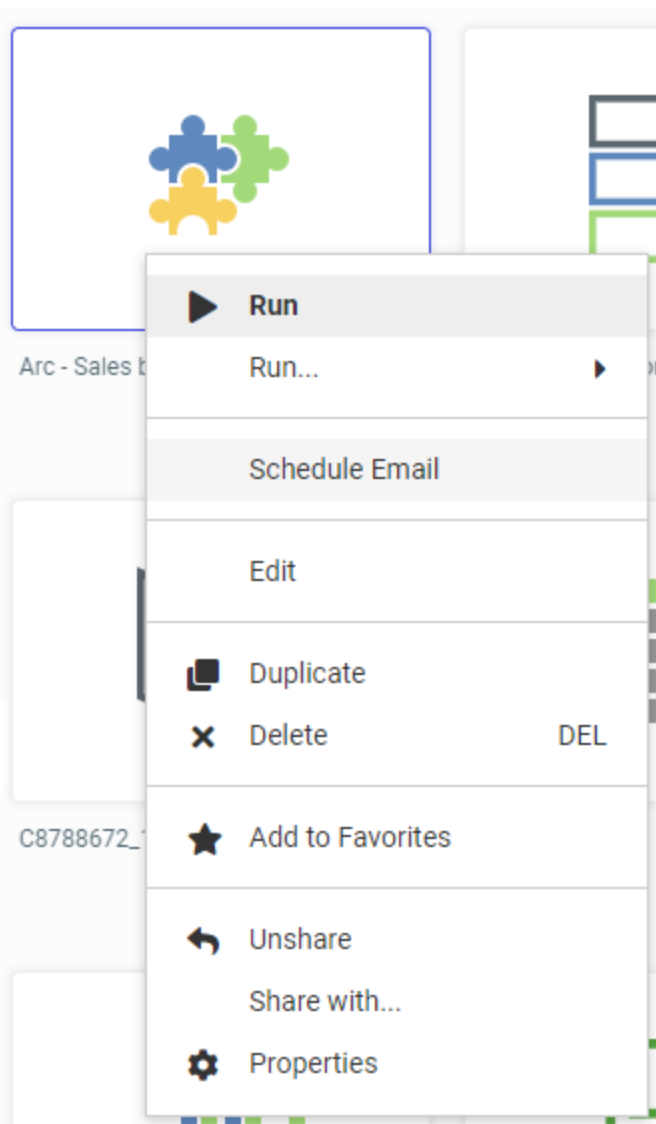 Run
Arc - Sales
Run...
Schedule Email
Edit
Duplicate
Delete DEL
C8788672_
Add to Favorites
Unshare
Share with...
Properties